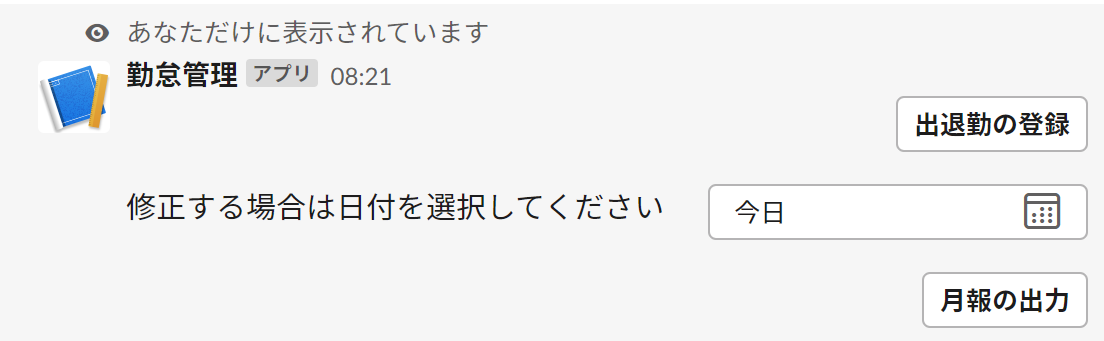 あなただけに表示されています
勤怠管理 アプリ 08:21
出退勤の登録
修正する場合は日付を選択してください 今日
月報の出力